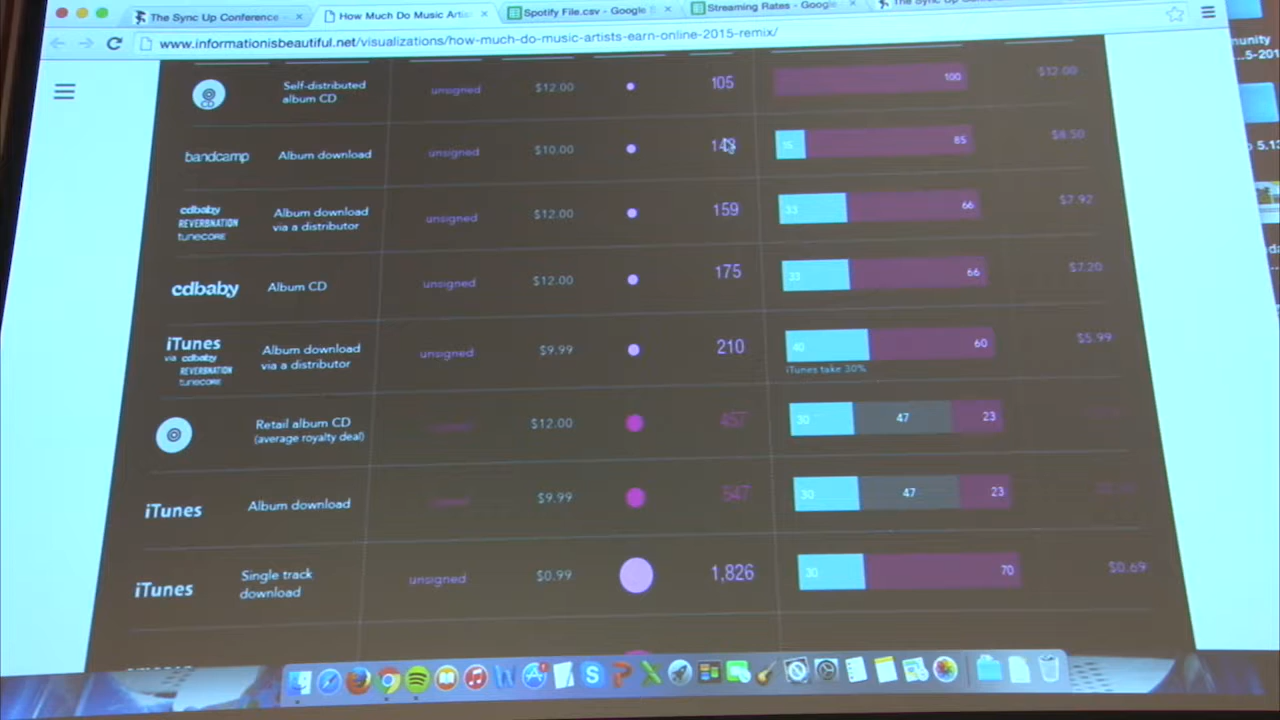 The Sync Up Conference -
How Much Do Music Artis
Spotify File.csv - Google S
Streaming Rates - Google
www.informationisbeautiful.net/visualizations/how-much-do-music-artists-earn-online-2015-remix/
Self-distributed album CD unsigned $12.00 105 100 $12.00
bandcamp Album download unsigned $10.00 15 85 $8.50
cdbaby REVERBNATION tunecore Album download via a distributor unsigned $12.00 159 33 66 $7.92
cdbaby Album CD unsigned $12.00 175 33 66 $7.20
iTunes via cdbaby REVERBNATION tunecore Album download via a distributor unsigned $9.99 210 40 60 $5.99
iTunes take 30%
Retail album CD (average royalty deal) $12.00 457 30 47 23
iTunes Album download $9.99 547 30 47 23
iTunes Single track download unsigned $0.99 1,826 30 70 $0.69